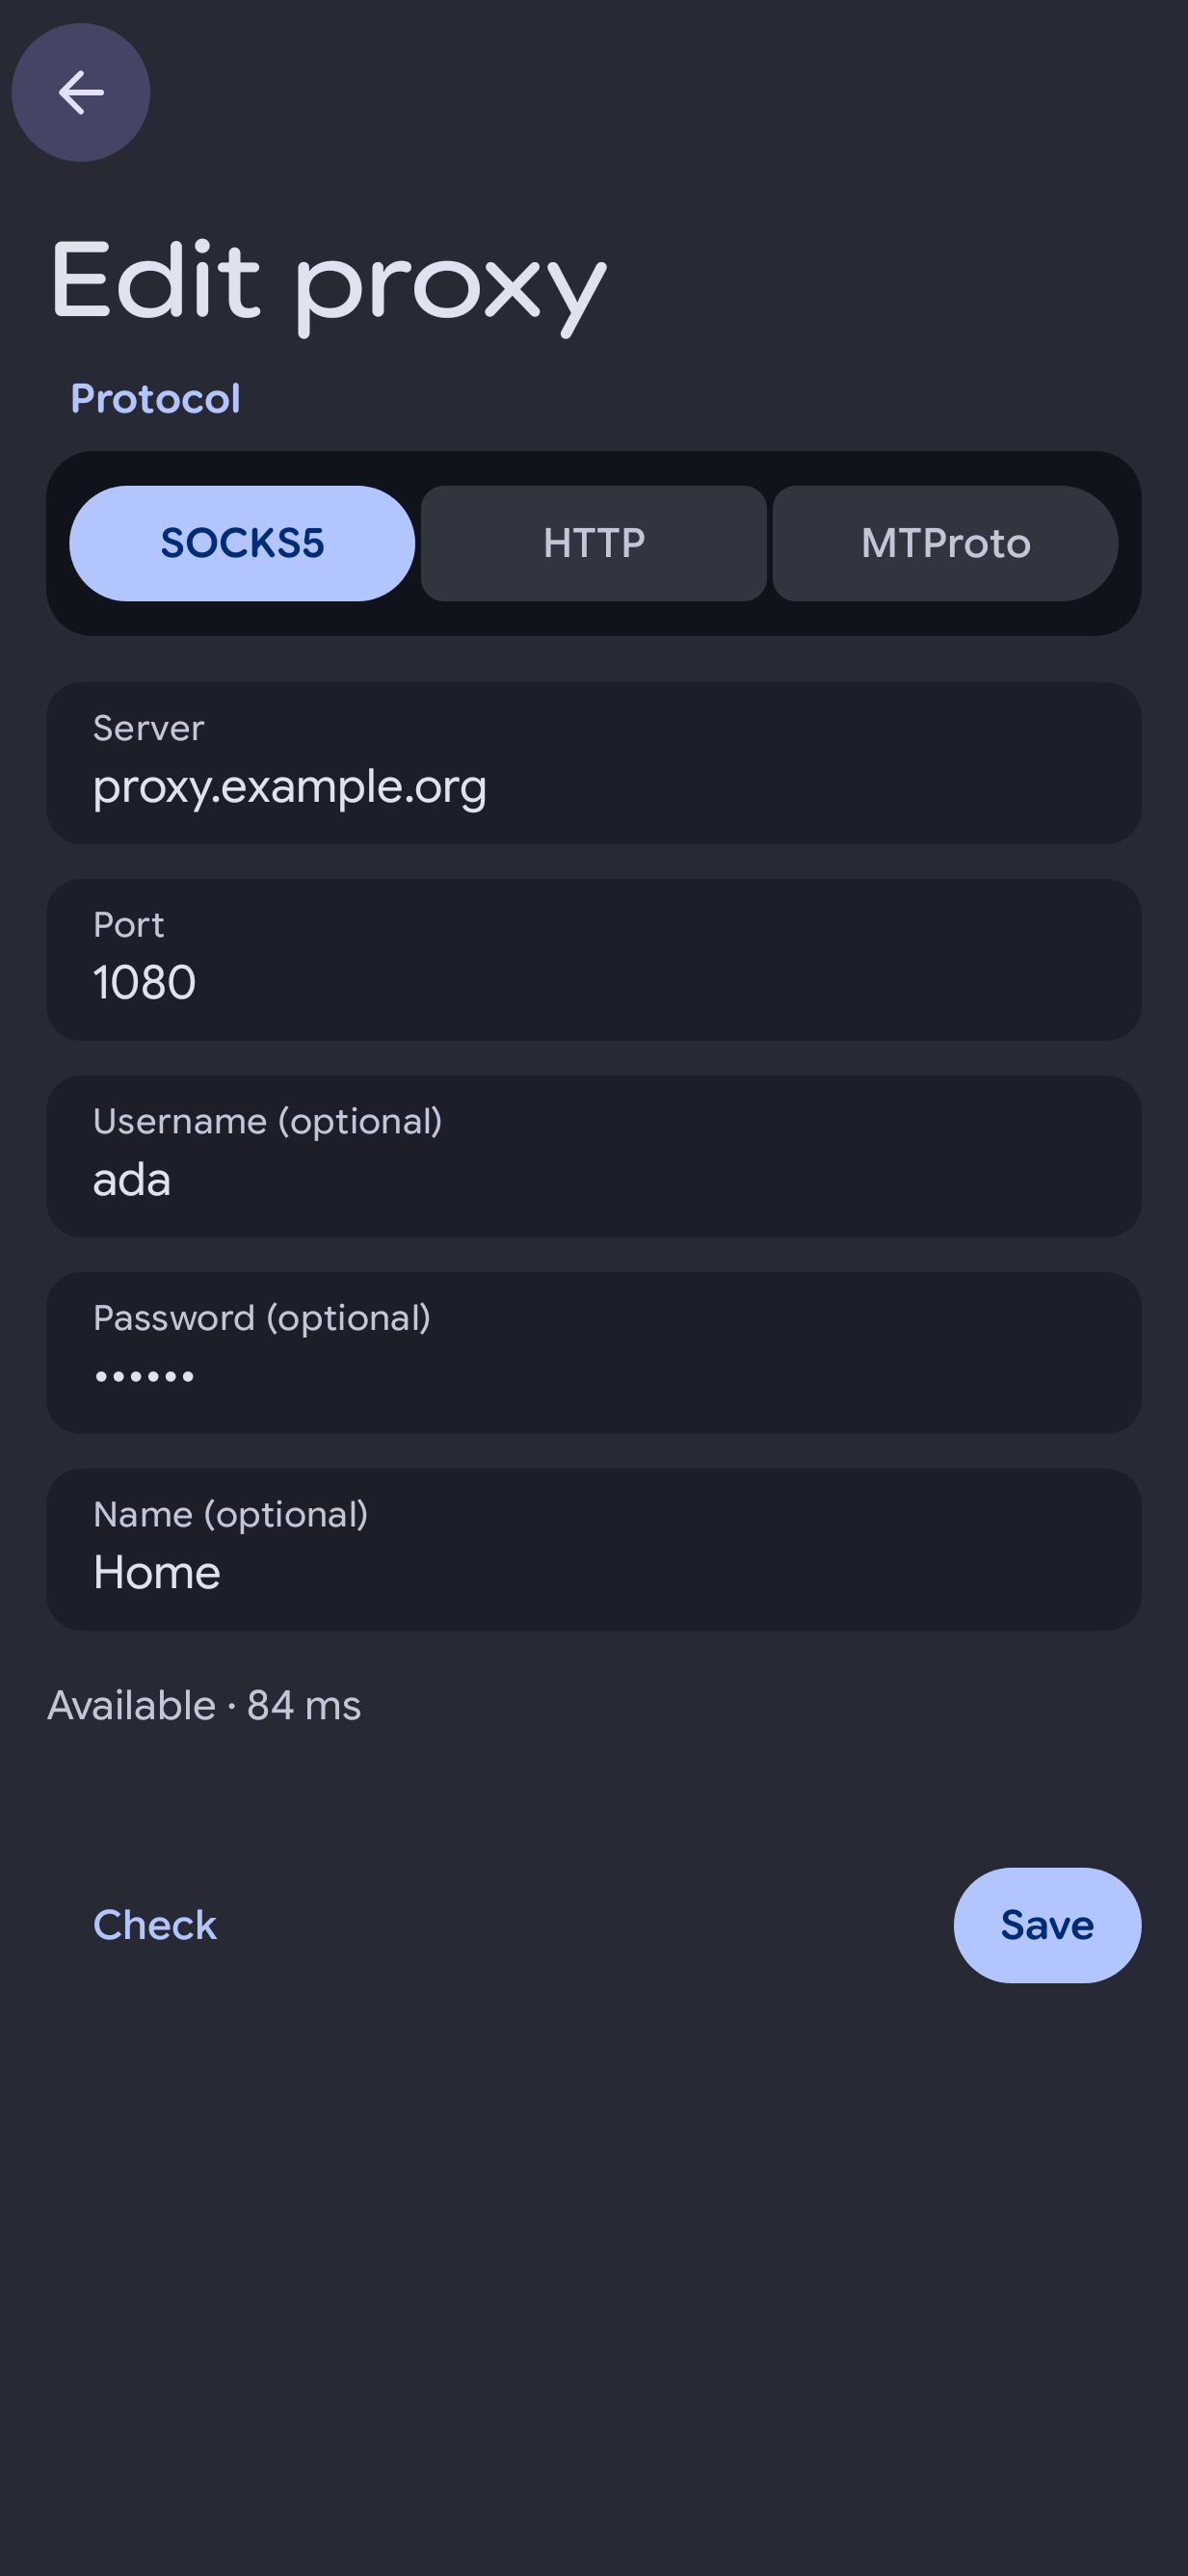 Edit proxy
Protocol
SOCKS5 HTTP MTProto
Server
proxy.example.org
Port
1080
Username (optional)
ada
Password (optional)
••••••
Name (optional)
Home
Available · 84 ms
Check Save